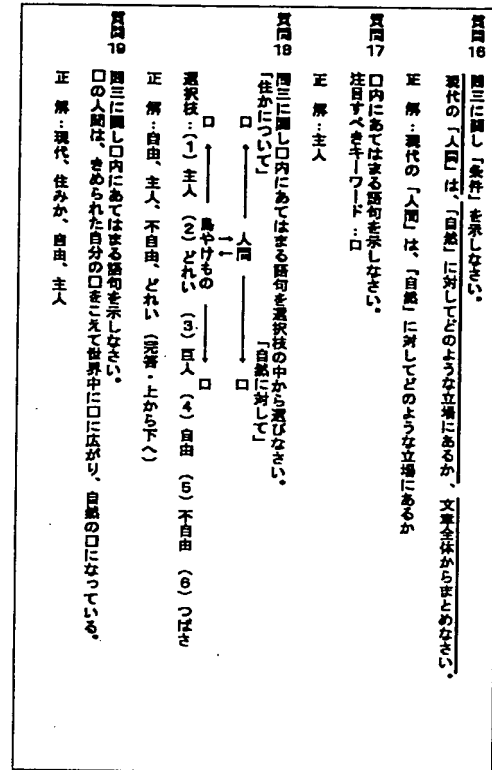 質問16
問三に関し「条件」を示しなさい。
現代の「人間」は、「自然」に対してどのような立場にあるか、文章全体からまとめなさい。
正 解：現代の「人間」は、「自然」に対してどのような立場にあるか
質問17
口内にあてはまる語句を示しなさい。
注目すべきキーワード：口
正 解：主人
質問18
問三に関し口内にあてはまる語句を選択枝の中から選びなさい。
「住かについて」 「自然に対して」
口 ←→ 人間 ←→ 口
口 ←→ 鳥やけもの ←→ 口
選択枝：（1）主人 （2）どれい （3）巨人 （4）自由 （5）不自由 （6）つばさ
正 解：自由、主人、不自由、どれい（完答・上から下へ）
質問19
問三に関し口内にあてはまる語句を示しなさい。
口の人間は、きめられた自分の口をこえて世界中に口に広がり、自然の口になっている。
正 解：現代、住みか、自由、主人